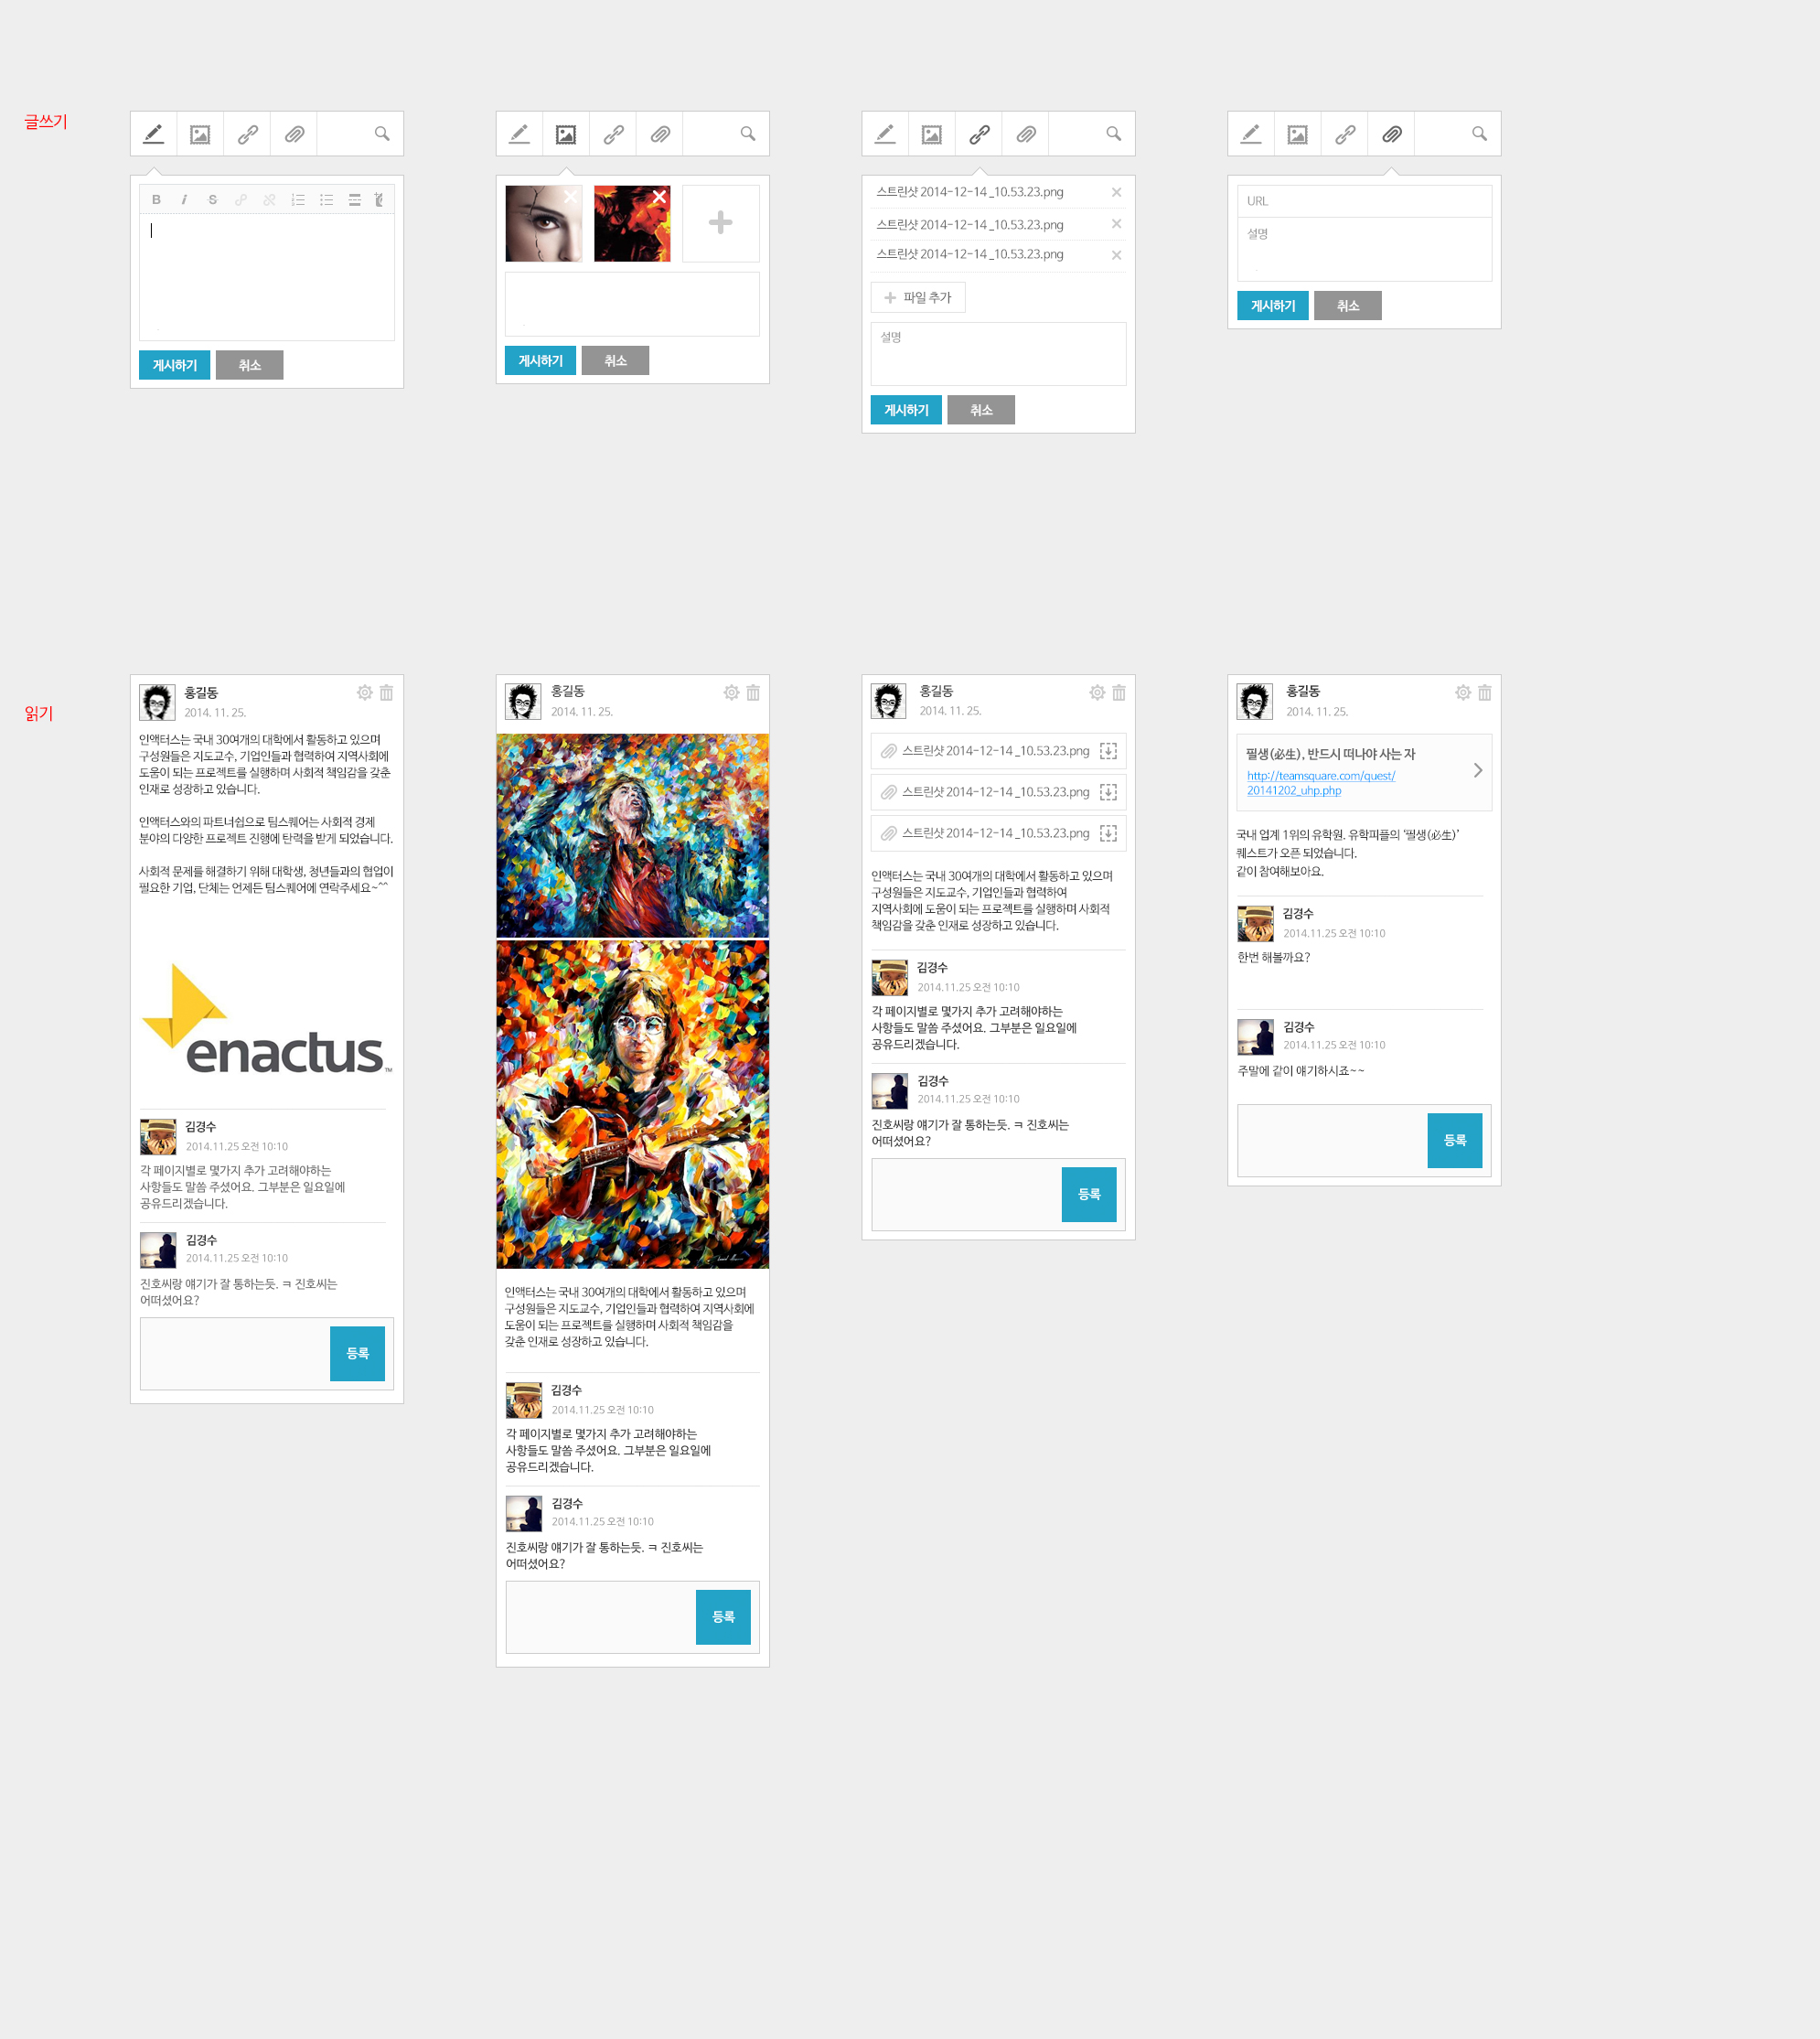 글쓰기
B i S
게시하기 취소
게시하기 취소
스트린샷 2014-12-14 _10.53.23.png
스트린샷 2014-12-14 _10.53.23.png
스트린샷 2014-12-14 _10.53.23.png
파일 추가
설명
게시하기 취소
URL
설명
게시하기 취소
읽기
홍길동
2014. 11. 25.
인액터스는 국내 30여개의 대학에서 활동하고 있으며
구성원들은 지도교수, 기업인들과 협력하여 지역사회에
도움이 되는 프로젝트를 실행하며 사회적 책임감을 갖춘
인재로 성장하고 있습니다.
인액터스와의 파트너쉽으로 팀스퀘어는 사회적 경제
분야의 다양한 프로젝트 진행에 탄력을 받게 되었습니다.
사회적 문제를 해결하기 위해 대학생, 청년들과의 협업이
필요한 기업, 단체는 언제든 팀스퀘어에 연락주세요~^^
enactus™
김경수
2014.11.25 오전 10:10
각 페이지별로 몇가지 추가 고려해야하는
사항들도 말씀 주셨어요. 그부분은 일요일에
공유드리겠습니다.
김경수
2014.11.25 오전 10:10
진호씨랑 얘기가 잘 통하는듯. ㅋ 진호씨는
어떠셨어요?
등록
홍길동
2014. 11. 25.
인액터스는 국내 30여개의 대학에서 활동하고 있으며
구성원들은 지도교수, 기업인들과 협력하여 지역사회에
도움이 되는 프로젝트를 실행하며 사회적 책임감을
갖춘 인재로 성장하고 있습니다.
김경수
2014.11.25 오전 10:10
각 페이지별로 몇가지 추가 고려해야하는
사항들도 말씀 주셨어요. 그부분은 일요일에
공유드리겠습니다.
김경수
2014.11.25 오전 10:10
진호씨랑 얘기가 잘 통하는듯. ㅋ 진호씨는
어떠셨어요?
등록
홍길동
2014. 11. 25.
스트린샷 2014-12-14 _10.53.23.png
스트린샷 2014-12-14 _10.53.23.png
스트린샷 2014-12-14 _10.53.23.png
인액터스는 국내 30여개의 대학에서 활동하고 있으며
구성원들은 지도교수, 기업인들과 협력하여
지역사회에 도움이 되는 프로젝트를 실행하며 사회적
책임감을 갖춘 인재로 성장하고 있습니다.
김경수
2014.11.25 오전 10:10
각 페이지별로 몇가지 추가 고려해야하는
사항들도 말씀 주셨어요. 그부분은 일요일에
공유드리겠습니다.
김경수
2014.11.25 오전 10:10
진호씨랑 얘기가 잘 통하는듯. ㅋ 진호씨는
어떠셨어요?
등록
홍길동
2014. 11. 25.
필생(必生), 반드시 떠나야 사는 자
http://teamsquare.com/quest/
20141202_uhp.php
국내 업계 1위의 유학원. 유학피플의 ‘필생(必生)’
퀘스트가 오픈 되었습니다.
같이 참여해보아요.
김경수
2014.11.25 오전 10:10
한번 해볼까요?
김경수
2014.11.25 오전 10:10
주말에 같이 얘기하시죠~~
등록